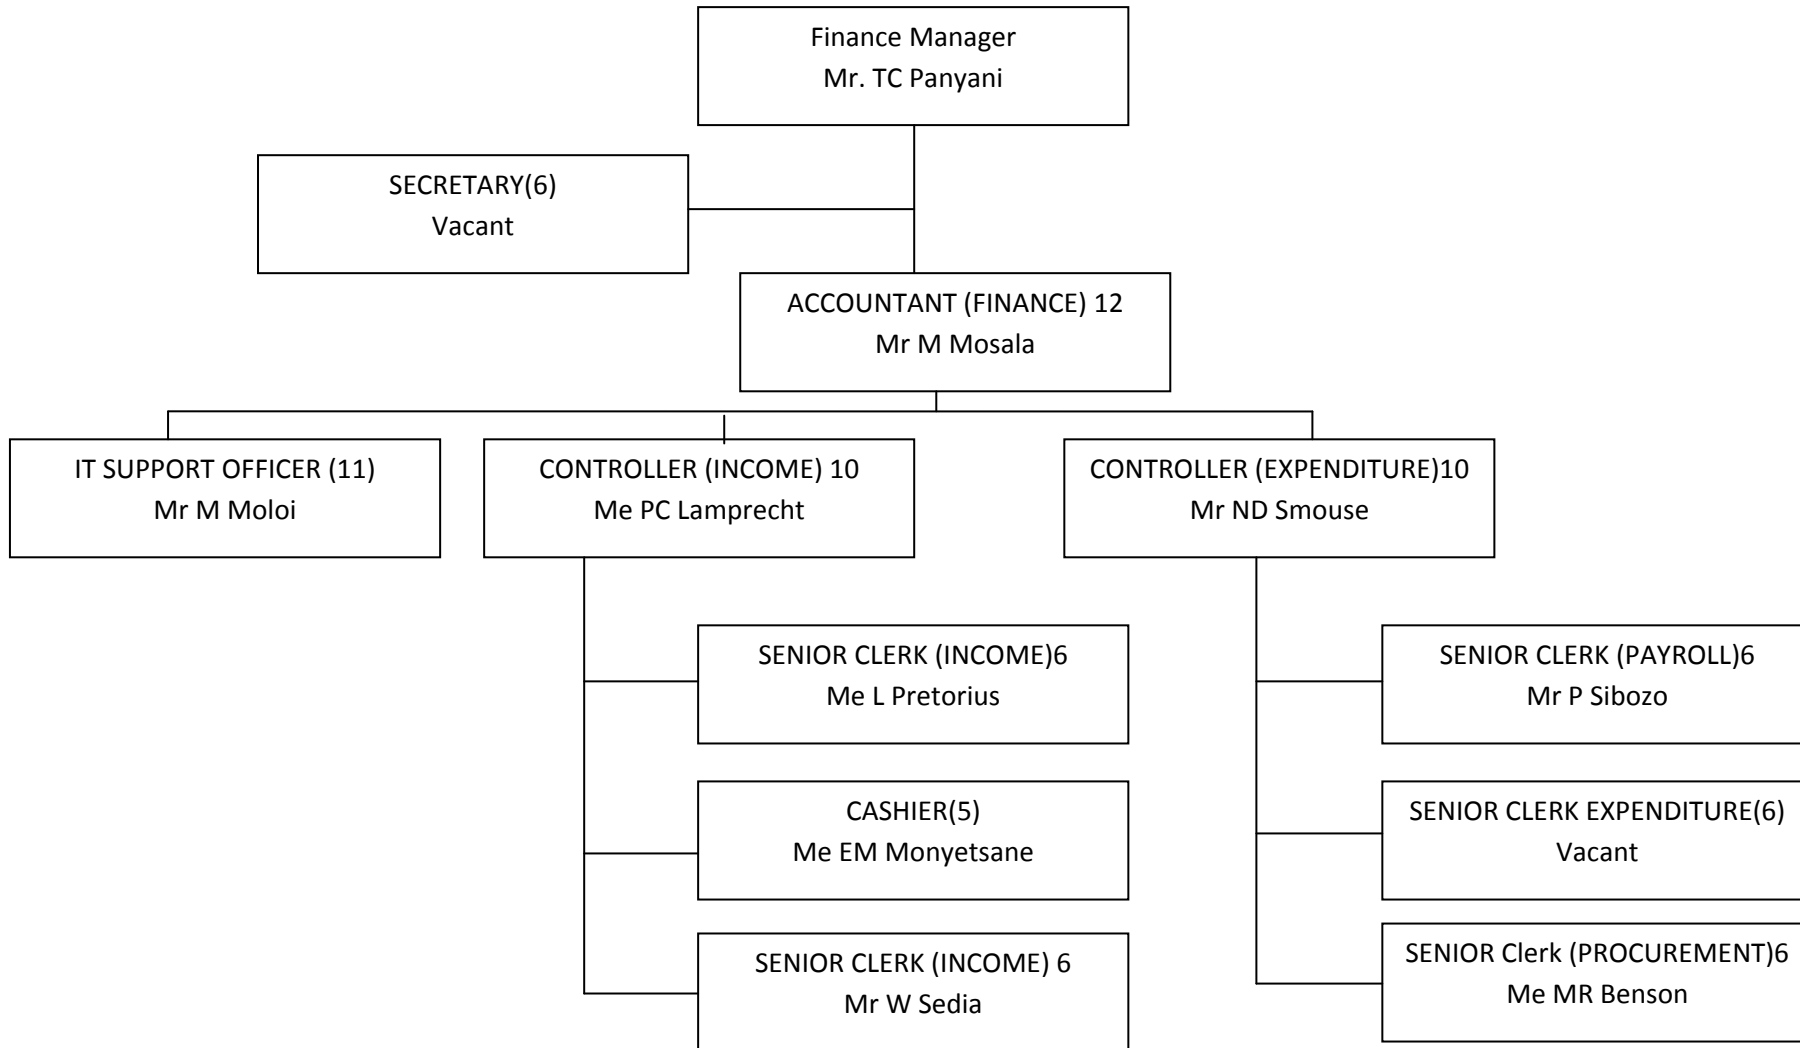 Finance Manager
Mr. TC Panyani
SECRETARY(6)
Vacant
ACCOUNTANT (FINANCE) 12
Mr M Mosala
IT SUPPORT OFFICER (11)
Mr M Moloi
CONTROLLER (INCOME) 10
Me PC Lamprecht
CONTROLLER (EXPENDITURE)10
Mr ND Smouse
SENIOR CLERK (INCOME)6
Me L Pretorius
SENIOR CLERK (PAYROLL)6
Mr P Sibozo
CASHIER(5)
Me EM Monyetsane
SENIOR CLERK EXPENDITURE(6)
Vacant
SENIOR CLERK (INCOME) 6
Mr W Sedia
SENIOR Clerk (PROCUREMENT)6
Me MR Benson